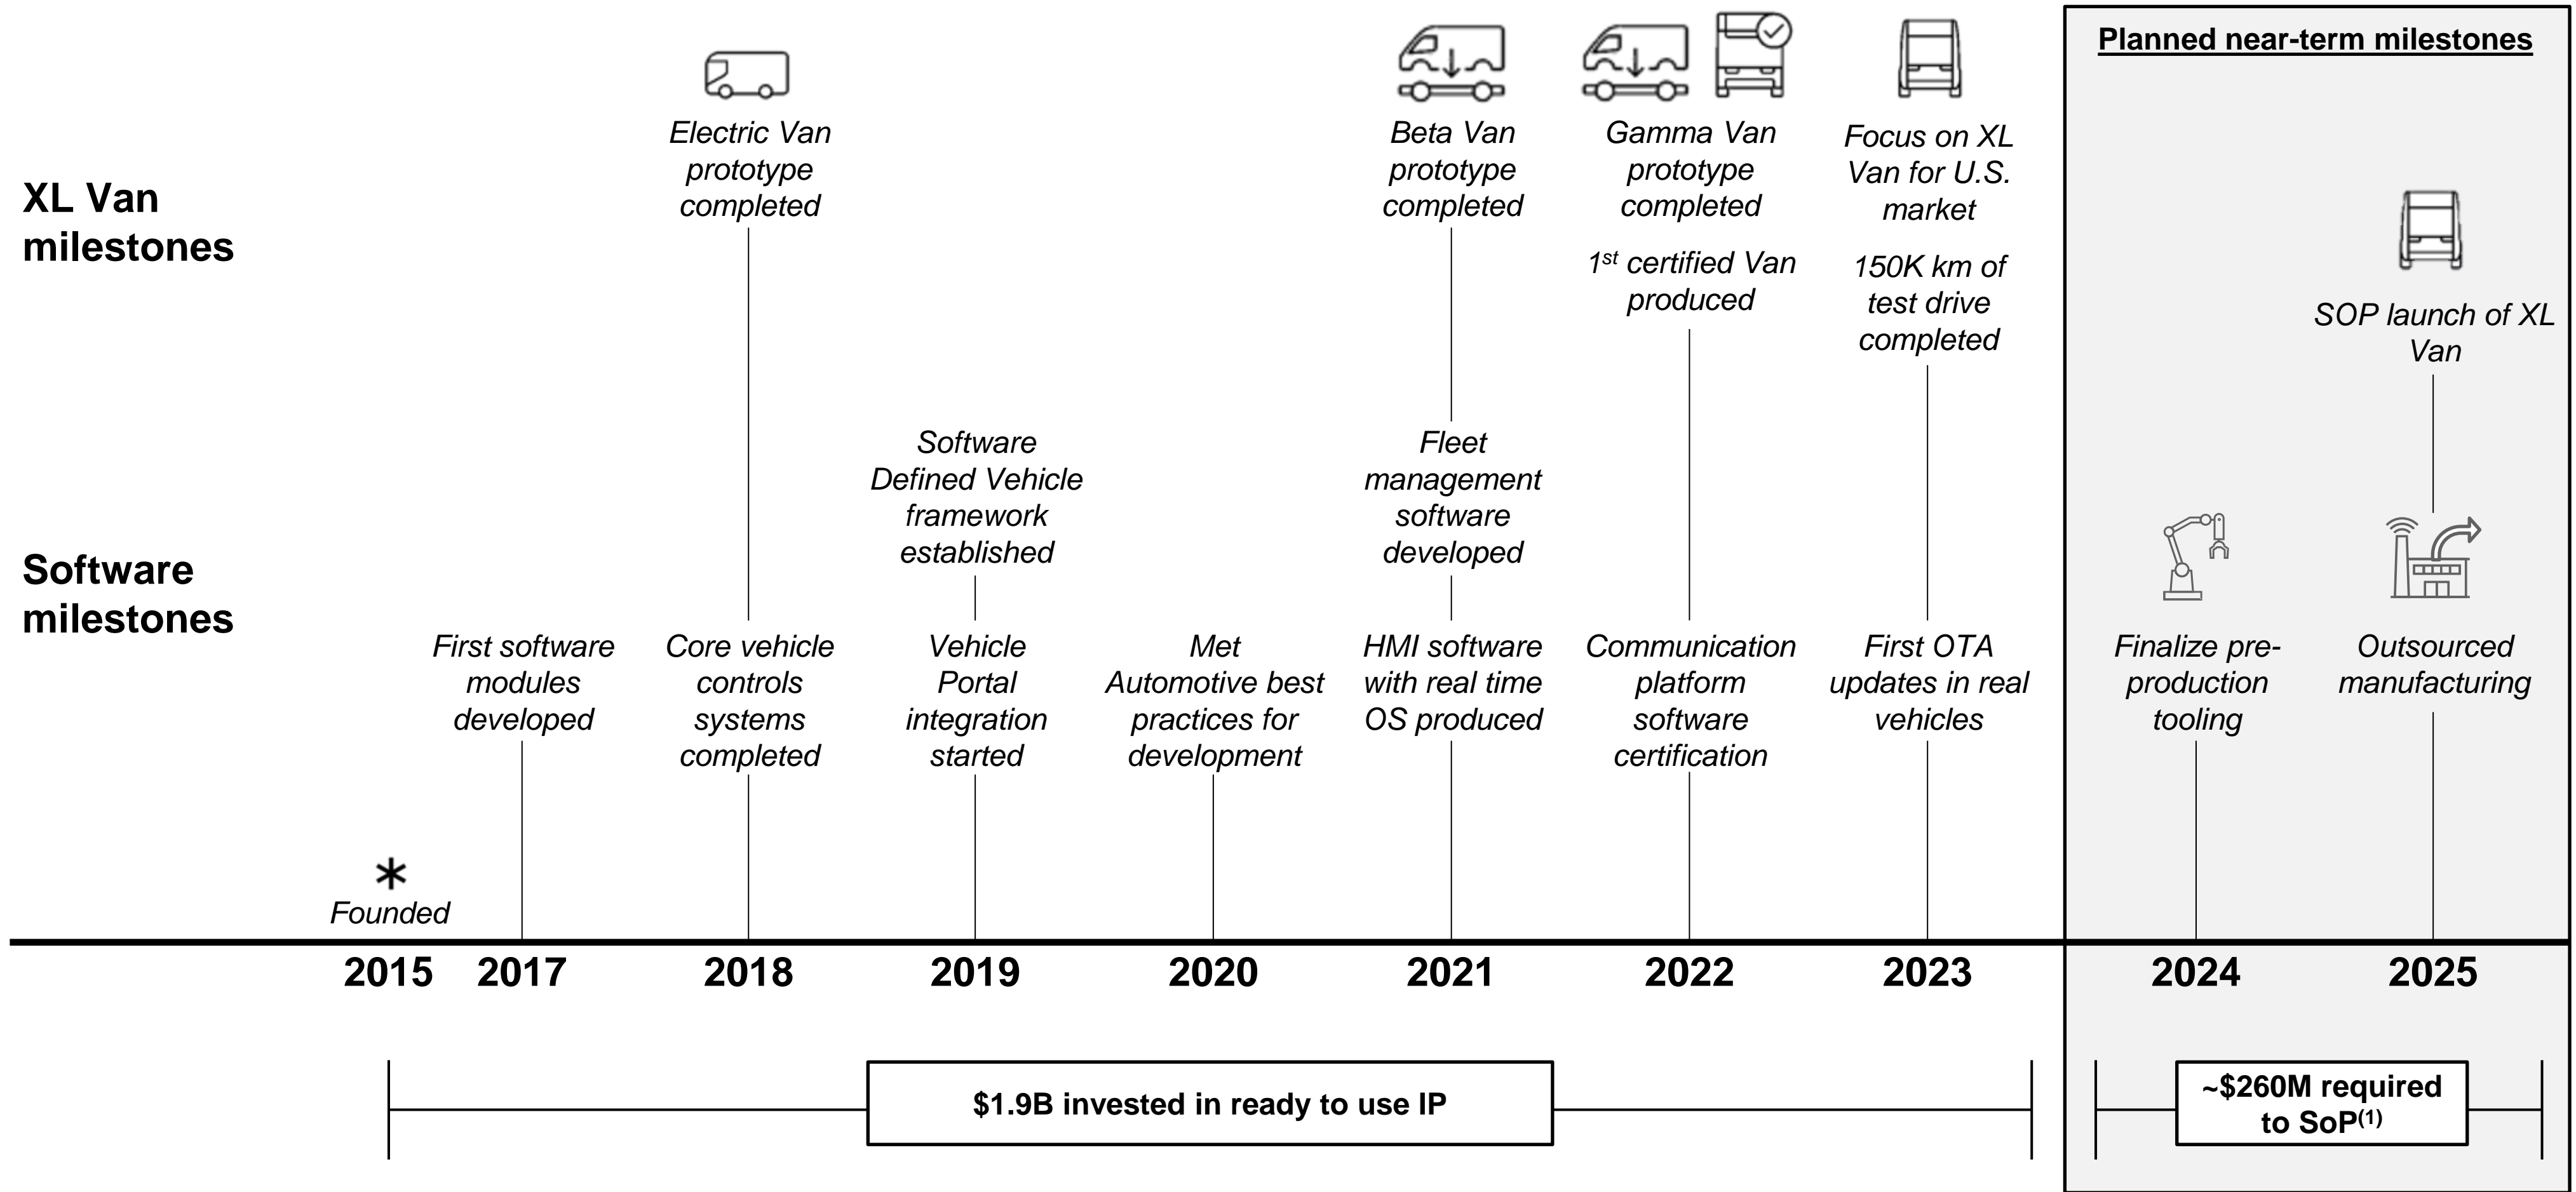 Planned near-term milestones
XL Van
milestones
Electric Van
prototype
completed
Beta Van
prototype
completed
Gamma Van
prototype
completed
1st certified Van
produced
Focus on XL
Van for U.S.
market
150K km of
test drive
completed
SOP launch of XL
Van
Software
milestones
First software
modules
developed
Core vehicle
controls
systems
completed
Software
Defined Vehicle
framework
established
Vehicle
Portal
integration
started
Met
Automotive best
practices for
development
Fleet
management
software
developed
HMI software
with real time
OS produced
Communication
platform
software
certification
First OTA
updates in real
vehicles
Finalize pre-
production
tooling
Outsourced
manufacturing
Founded
2015
2017
2018
2019
2020
2021
2022
2023
2024
2025
$1.9B invested in ready to use IP
~$260M required
to SoP(1)